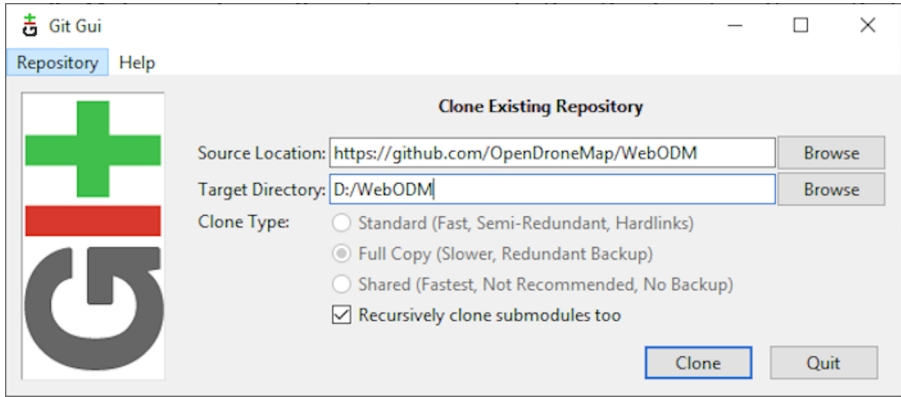 Git Gui
Repository Help
Clone Existing Repository
Source Location: https://github.com/OpenDroneMap/WebODM Browse
Target Directory: D:/WebODM Browse
Clone Type: Standard (Fast, Semi-Redundant, Hardlinks)
Full Copy (Slower, Redundant Backup)
Shared (Fastest, Not Recommended, No Backup)
Recursively clone submodules too
Clone Quit